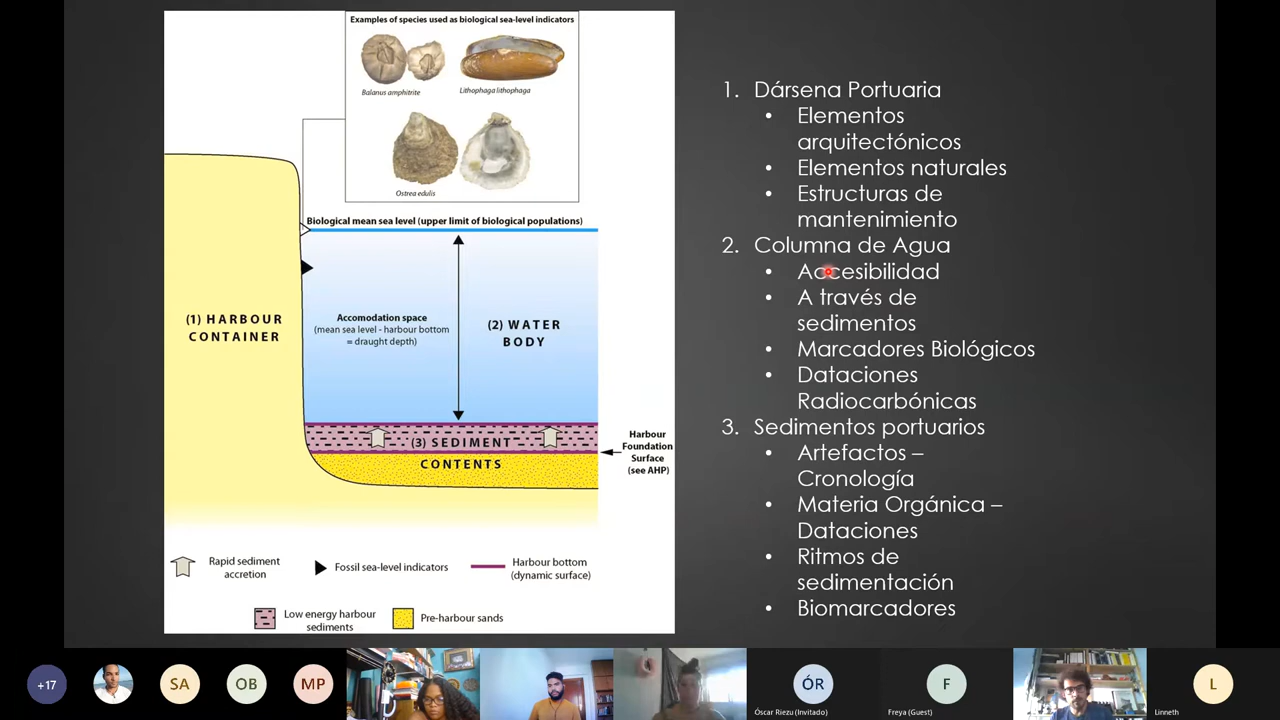 Examples of species used as biological sea-level indicators
Balanus amphitrite
Lithophaga lithophaga
Ostrea edulis
Biological mean sea level (upper limit of biological populations)
(1) HARBOUR
CONTAINER
Accomodation space
(mean sea level - harbour bottom
= draught depth)
(2) WATER
BODY
(3) SEDIMENT
CONTENTS
Harbour
Foundation
Surface
(see AHP)
Rapid sediment
accretion
Fossil sea-level indicators
Harbour bottom
(dynamic surface)
Low energy harbour
sediments
Pre-harbour sands
1. Dársena Portuaria
• Elementos
arquitectónicos
• Elementos naturales
• Estructuras de
mantenimiento
2. Columna de Agua
• Accesibilidad
• A través de
sedimentos
• Marcadores Biológicos
• Dataciones
Radiocarbónicas
3. Sedimentos portuarios
• Artefactos –
Cronología
• Materia Orgánica –
Dataciones
• Ritmos de
sedimentación
• Biomarcadores
+17
SA
OB
MP
ÓR
Óscar Riezu (Invitado)
F
Freya (Guest)
L
Linneth